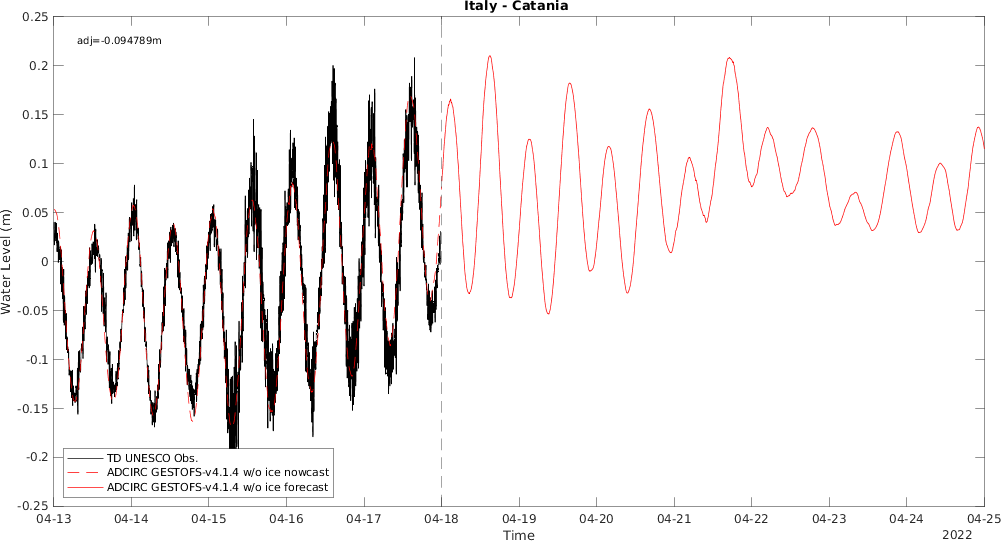 Italy - Catania
adj=-0.094789m
Water Level (m)
0.25
0.2
0.15
0.1
0.05
0
-0.05
-0.1
-0.15
-0.2
-0.25
TD UNESCO Obs.
ADCIRC GESTOFS-v4.1.4 w/o ice nowcast
ADCIRC GESTOFS-v4.1.4 w/o ice forecast
04-13 04-14 04-15 04-16 04-17 04-18 04-19 04-20 04-21 04-22 04-23 04-24 04-25
Time
2022